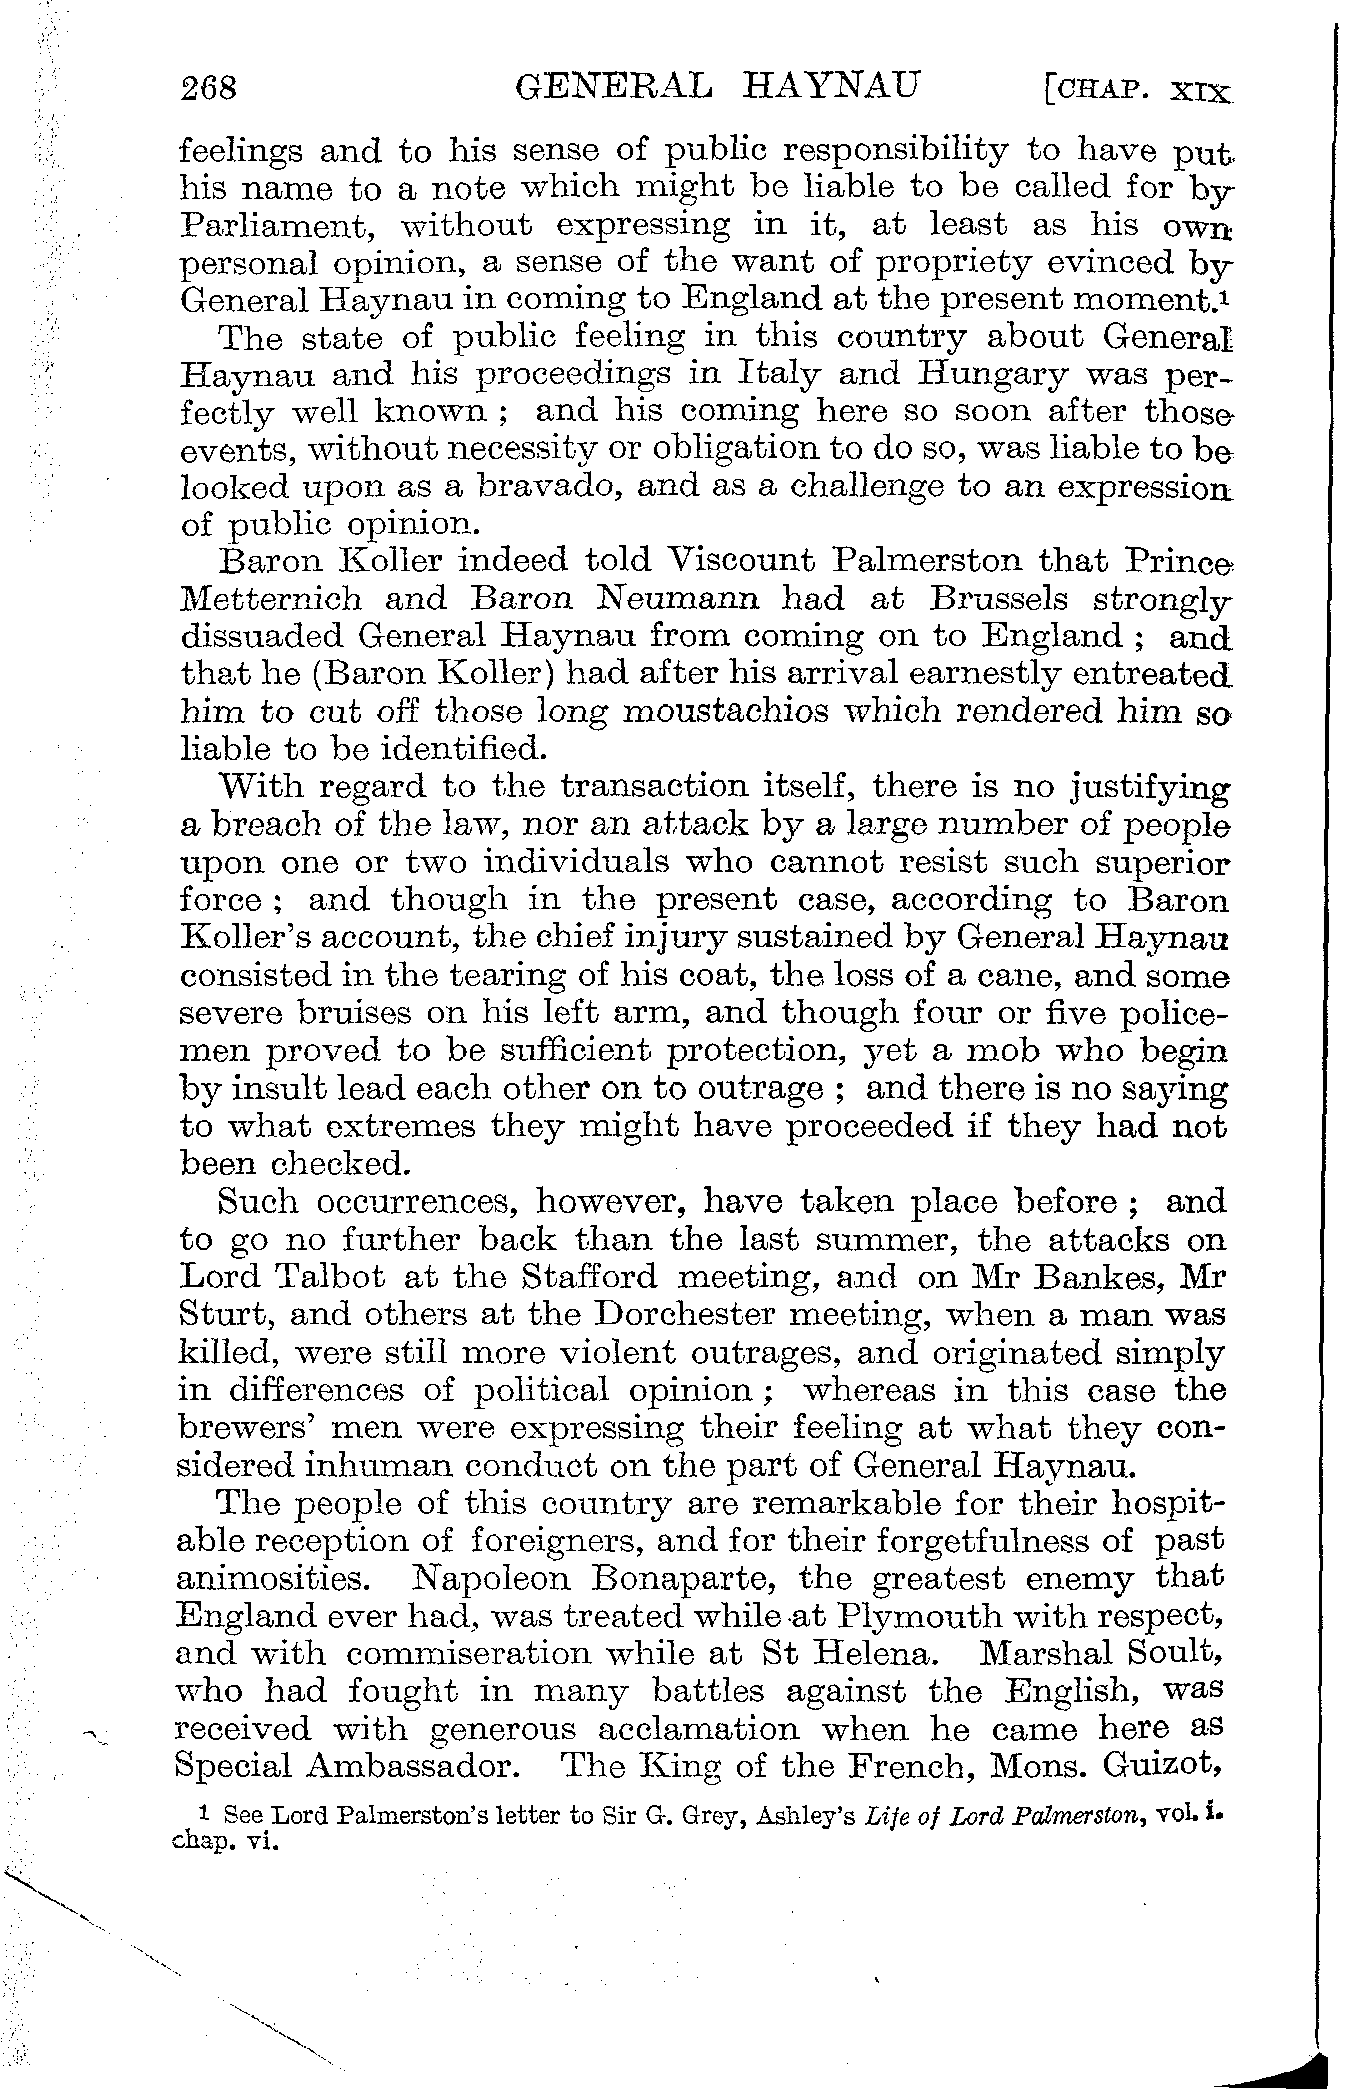 268 GENERAL HAYNAU [CHAP. XIX
feelings and to his sense of public responsibility to have put
his name to a note which might be liable to be called for by
Parliament, without expressing in it, at least as his own
personal opinion, a sense of the want of propriety evinced by
General Haynau in coming to England at the present moment.¹
The state of public feeling in this country about General
Haynau and his proceedings in Italy and Hungary was per-
fectly well known ; and his coming here so soon after those
events, without necessity or obligation to do so, was liable to be
looked upon as a bravado, and as a challenge to an expression
of public opinion.
Baron Koller indeed told Viscount Palmerston that Prince
Metternich and Baron Neumann had at Brussels strongly
dissuaded General Haynau from coming on to England ; and
that he (Baron Koller) had after his arrival earnestly entreated
him to cut off those long moustachios which rendered him so
liable to be identified.
With regard to the transaction itself, there is no justifying
a breach of the law, nor an attack by a large number of people
upon one or two individuals who cannot resist such superior
force ; and though in the present case, according to Baron
Koller's account, the chief injury sustained by General Haynau
consisted in the tearing of his coat, the loss of a cane, and some
severe bruises on his left arm, and though four or five police-
men proved to be sufficient protection, yet a mob who begin
by insult lead each other on to outrage ; and there is no saying
to what extremes they might have proceeded if they had not
been checked.
Such occurrences, however, have taken place before ; and
to go no further back than the last summer, the attacks on
Lord Talbot at the Stafford meeting, and on Mr Bankes, Mr
Sturt, and others at the Dorchester meeting, when a man was
killed, were still more violent outrages, and originated simply
in differences of political opinion ; whereas in this case the
brewers' men were expressing their feeling at what they con-
sidered inhuman conduct on the part of General Haynau.
The people of this country are remarkable for their hospit-
able reception of foreigners, and for their forgetfulness of past
animosities. Napoleon Bonaparte, the greatest enemy that
England ever had, was treated while at Plymouth with respect,
and with commiseration while at St Helena. Marshal Soult,
who had fought in many battles against the English, was
received with generous acclamation when he came here as
Special Ambassador. The King of the French, Mons. Guizot,
1 See Lord Palmerston's letter to Sir G. Grey, Ashley's Life of Lord Palmerston, vol. i.
chap. vi.